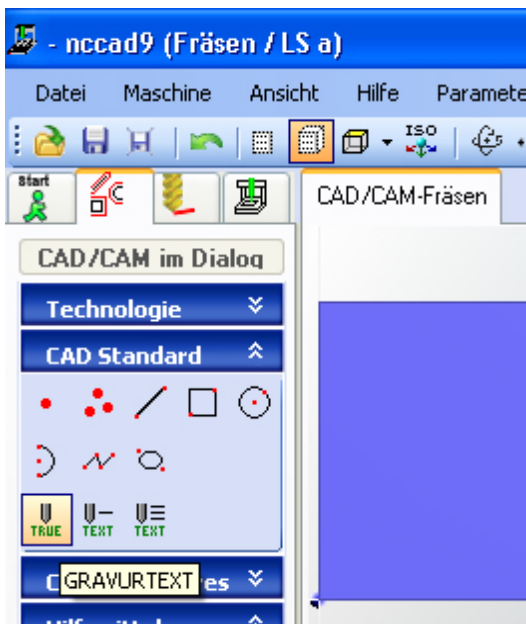 - nccad9 (Fräsen / LS a)
Datei Maschine Ansicht Hilfe Paramete
ISO
Start
CAD/CAM-Fräsen
CAD/CAM im Dialog
Technologie
CAD Standard
TRUE TEXT TEXT
GRAVURTEXT